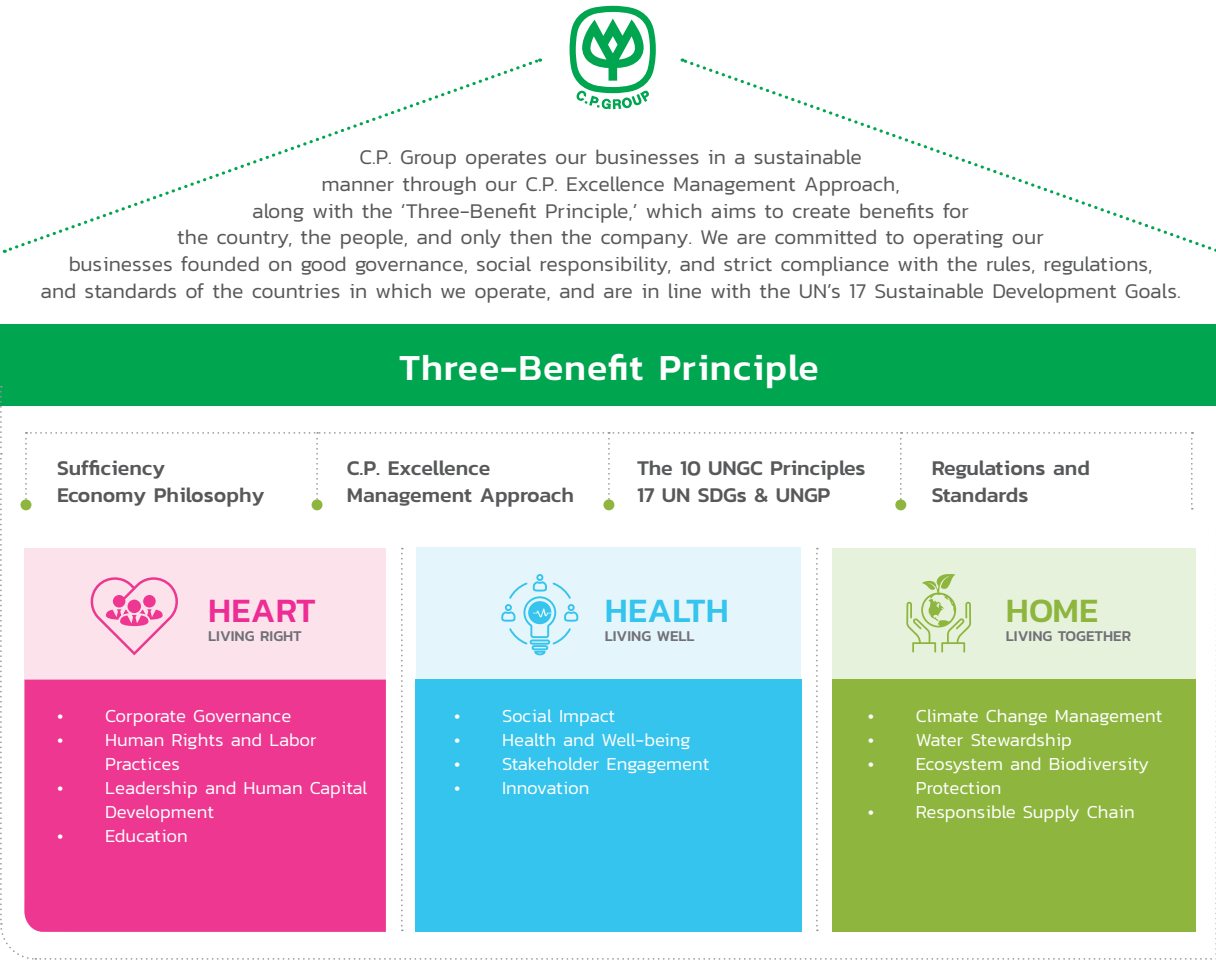 C.P.GROUP
C.P. Group operates our businesses in a sustainable
manner through our C.P. Excellence Management Approach,
along with the ‘Three-Benefit Principle,’ which aims to create benefits for
the country, the people, and only then the company. We are committed to operating our
businesses founded on good governance, social responsibility, and strict compliance with the rules, regulations,
and standards of the countries in which we operate, and are in line with the UN’s 17 Sustainable Development Goals.
Three-Benefit Principle
Sufficiency
Economy Philosophy
C.P. Excellence
Management Approach
The 10 UNGC Principles
17 UN SDGs & UNGP
Regulations and
Standards
HEART
LIVING RIGHT
• Corporate Governance
• Human Rights and Labor
Practices
• Leadership and Human Capital
Development
• Education
HEALTH
LIVING WELL
• Social Impact
• Health and Well-being
• Stakeholder Engagement
• Innovation
HOME
LIVING TOGETHER
• Climate Change Management
• Water Stewardship
• Ecosystem and Biodiversity
Protection
• Responsible Supply Chain